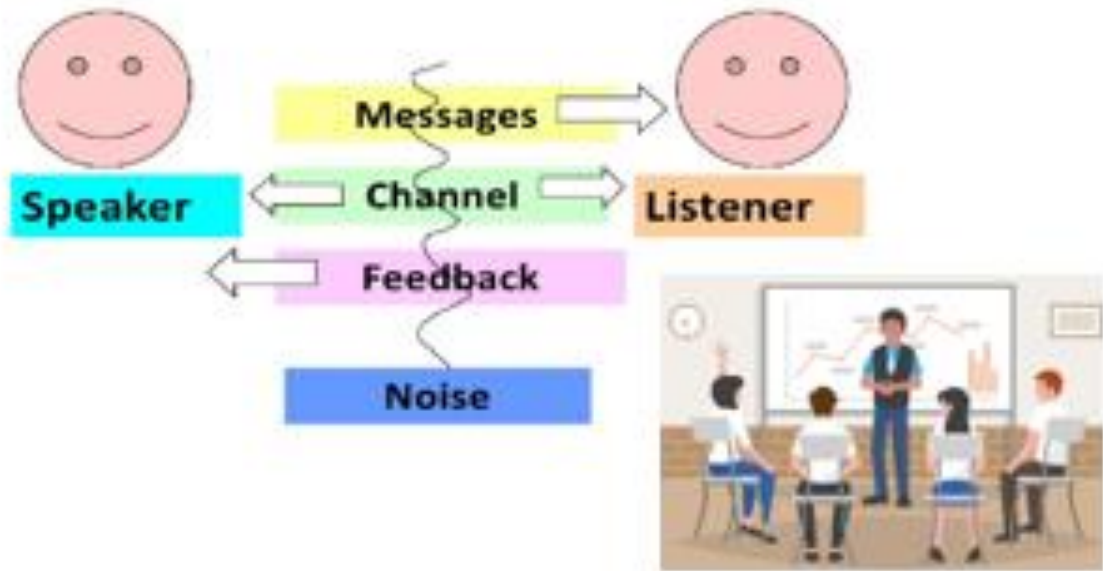 Messages
Speaker
Channel
Listener
Feedback
Noise